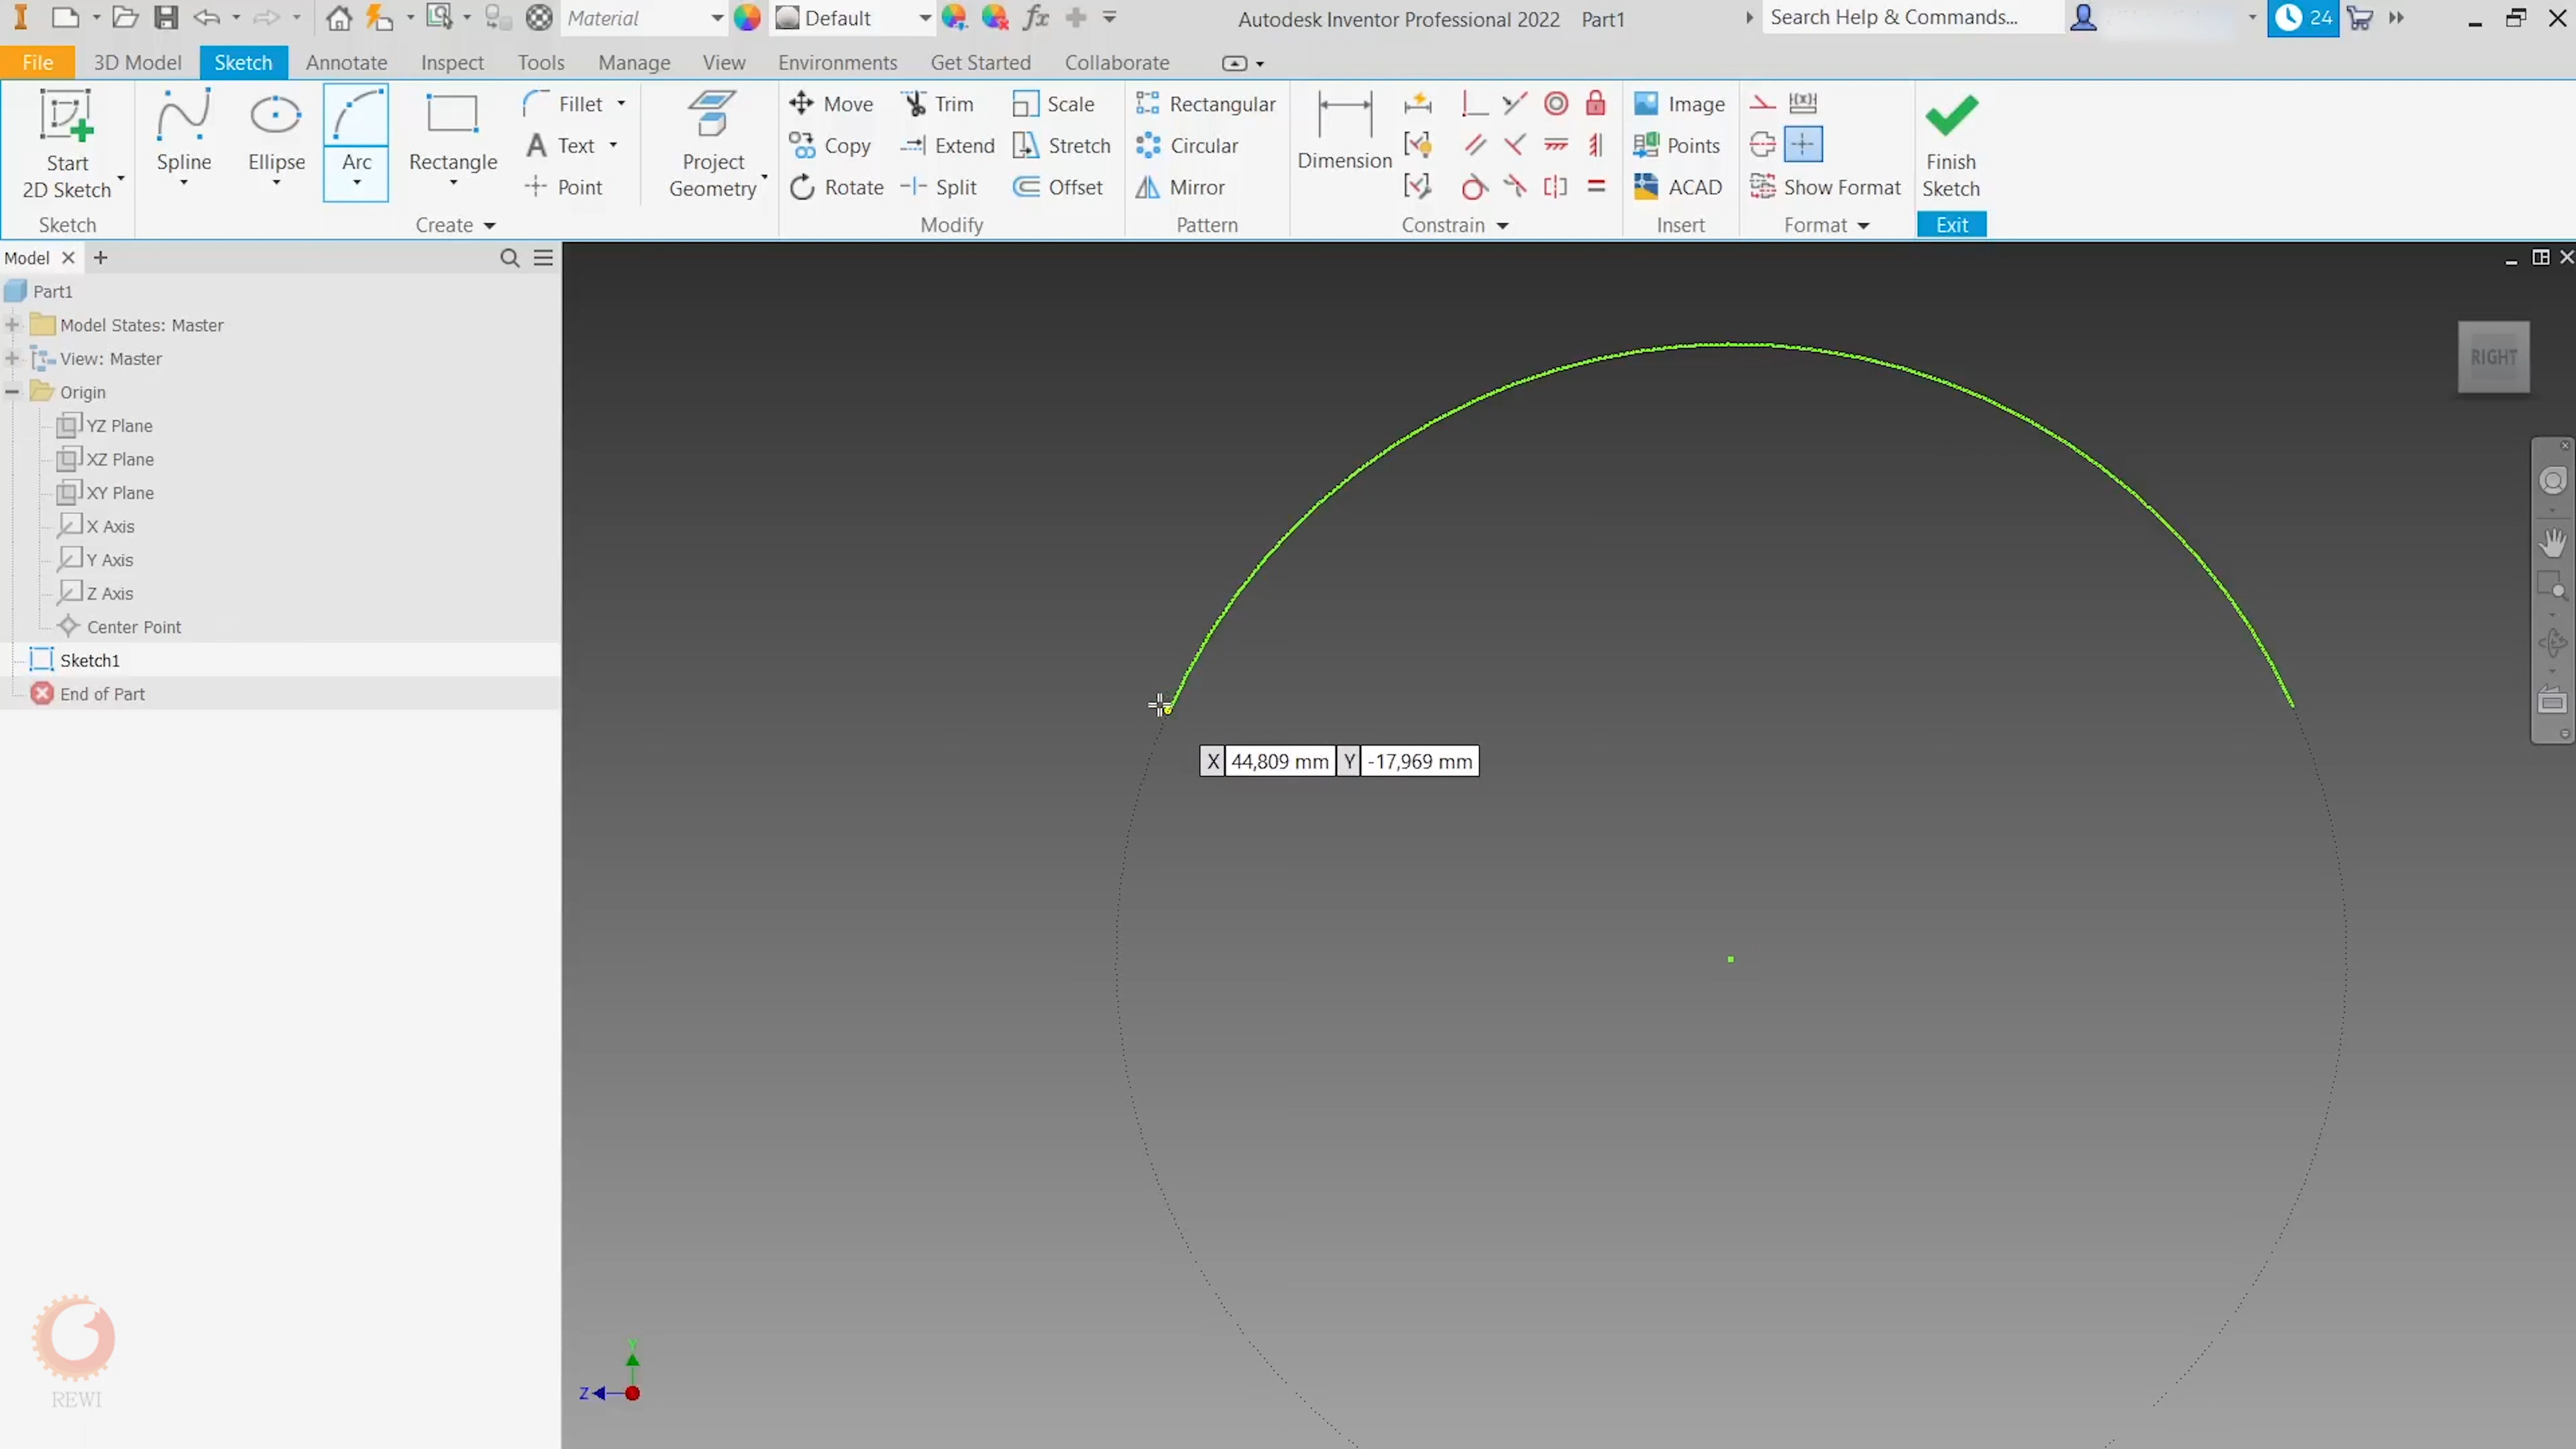 Material
Default
fx
Autodesk Inventor Professional 2022 Part1
Search Help & Commands...
24
File
3D Model
Sketch
Annotate
Inspect
Tools
Manage
View
Environments
Get Started
Collaborate
Start
2D Sketch
Spline
Ellipse
Arc
Rectangle
Fillet
Text
Point
Project
Geometry
Move
Copy
Rotate
Trim
Extend
Split
Scale
Stretch
Offset
Rectangular
Circular
Mirror
Dimension
Image
Points
ACAD
Show Format
Finish
Sketch
Sketch
Create
Modify
Pattern
Constrain
Insert
Format
Exit
Model
Part1
Model States: Master
View: Master
Origin
YZ Plane
XZ Plane
XY Plane
X Axis
Y Axis
Z Axis
Center Point
Sketch1
End of Part
RIGHT
X 44,809 mm Y -17,969 mm
Y
Z
REWI